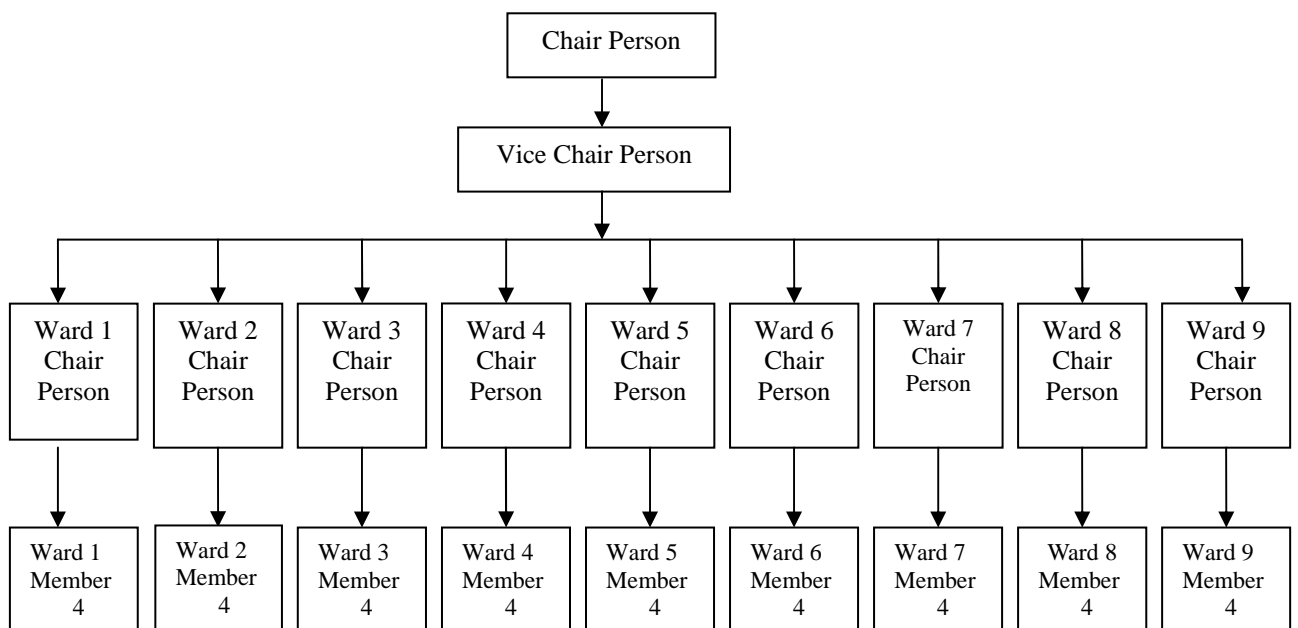 Chair Person
Vice Chair Person
Ward 1
Chair
Person
Ward 2
Chair
Person
Ward 3
Chair
Person
Ward 4
Chair
Person
Ward 5
Chair
Person
Ward 6
Chair
Person
Ward 7
Chair
Person
Ward 8
Chair
Person
Ward 9
Chair
Person
Ward 1
Member
4
Ward 2
Member
4
Ward 3
Member
4
Ward 4
Member
4
Ward 5
Member
4
Ward 6
Member
4
Ward 7
Member
4
Ward 8
Member
4
Ward 9
Member
4